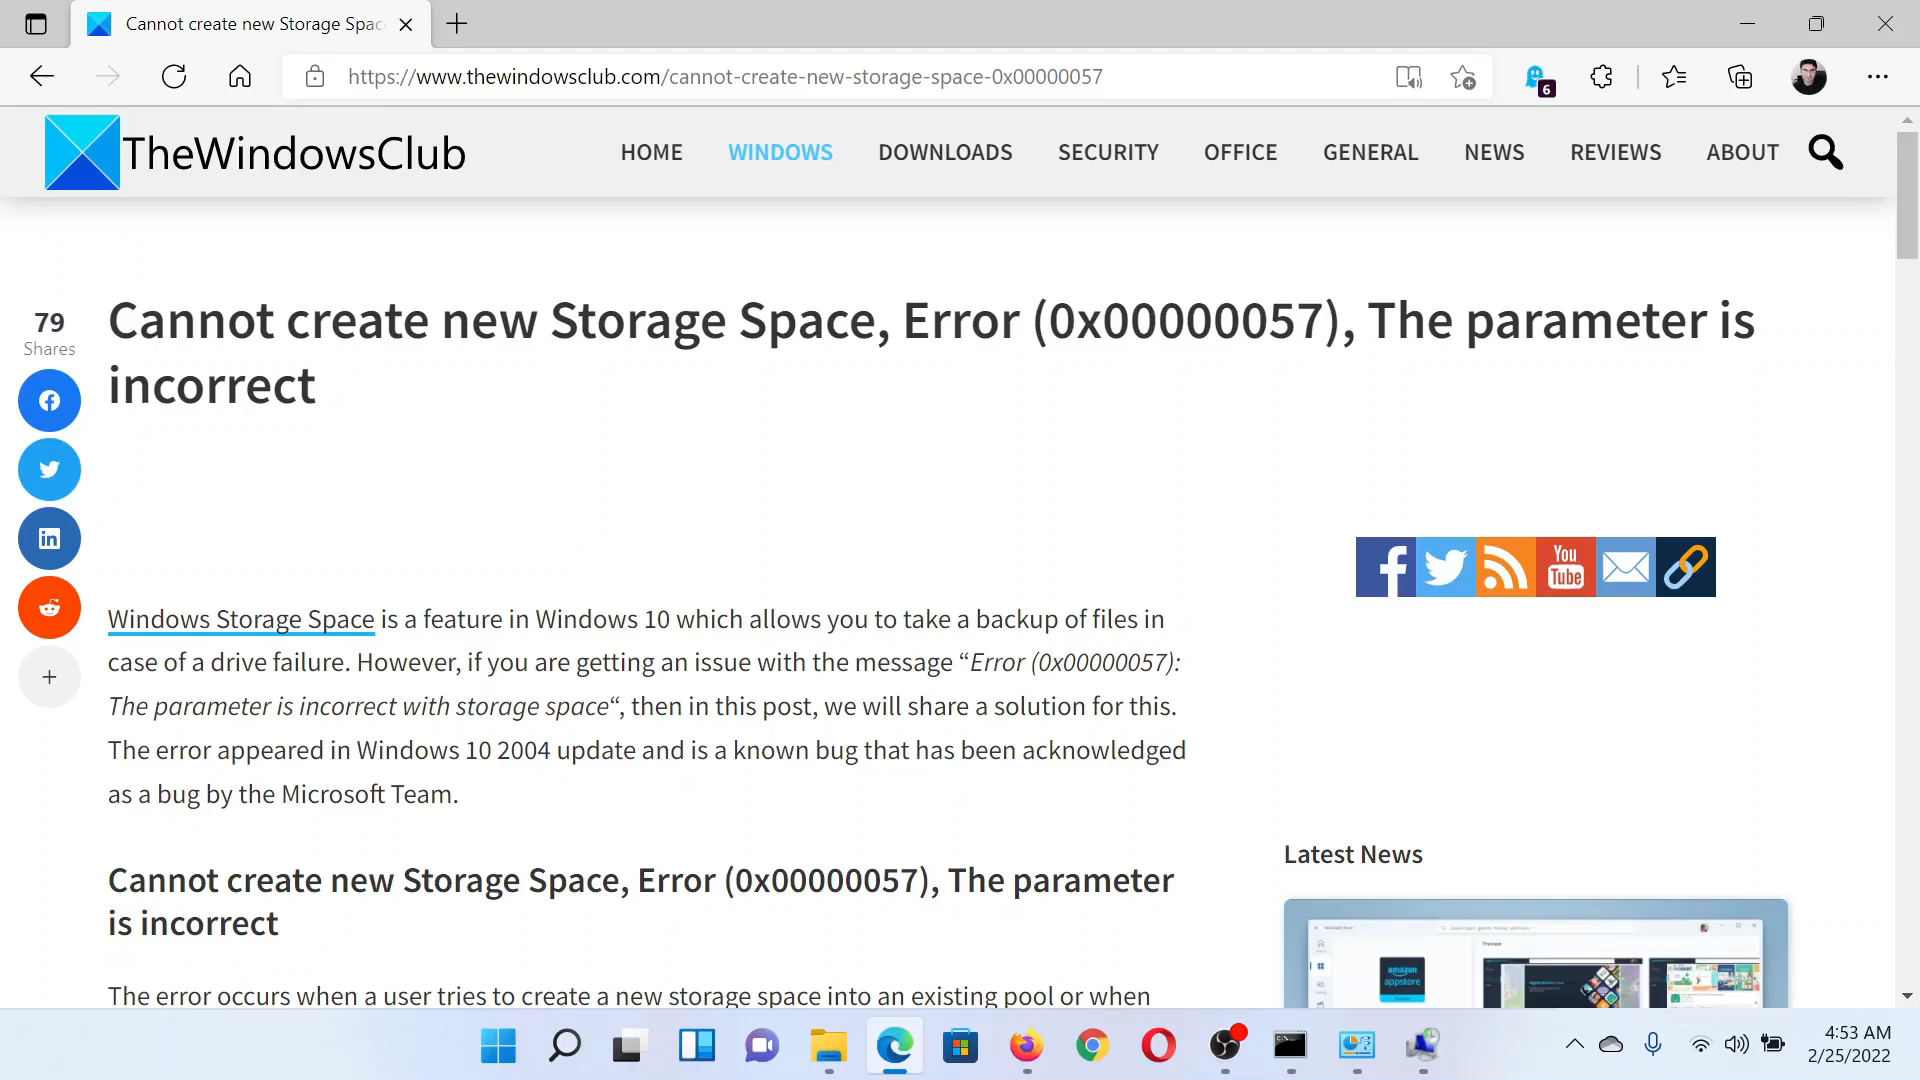 Cannot create new Storage Spac
https://www.thewindowsclub.com/cannot-create-new-storage-space-0x00000057
6
TheWindowsClub
HOME WINDOWS DOWNLOADS SECURITY OFFICE GENERAL NEWS REVIEWS ABOUT
79
Shares
Cannot create new Storage Space, Error (0x00000057), The parameter is
incorrect
You
Tube
Windows Storage Space is a feature in Windows 10 which allows you to take a backup of files in
case of a drive failure. However, if you are getting an issue with the message “Error (0x00000057):
The parameter is incorrect with storage space“, then in this post, we will share a solution for this.
The error appeared in Windows 10 2004 update and is a known bug that has been acknowledged
as a bug by the Microsoft Team.
Cannot create new Storage Space, Error (0x00000057), The parameter
is incorrect
The error occurs when a user tries to create a new storage space into an existing pool or when
Latest News
Preview
amazon
appstore
4:53 AM
2/25/2022